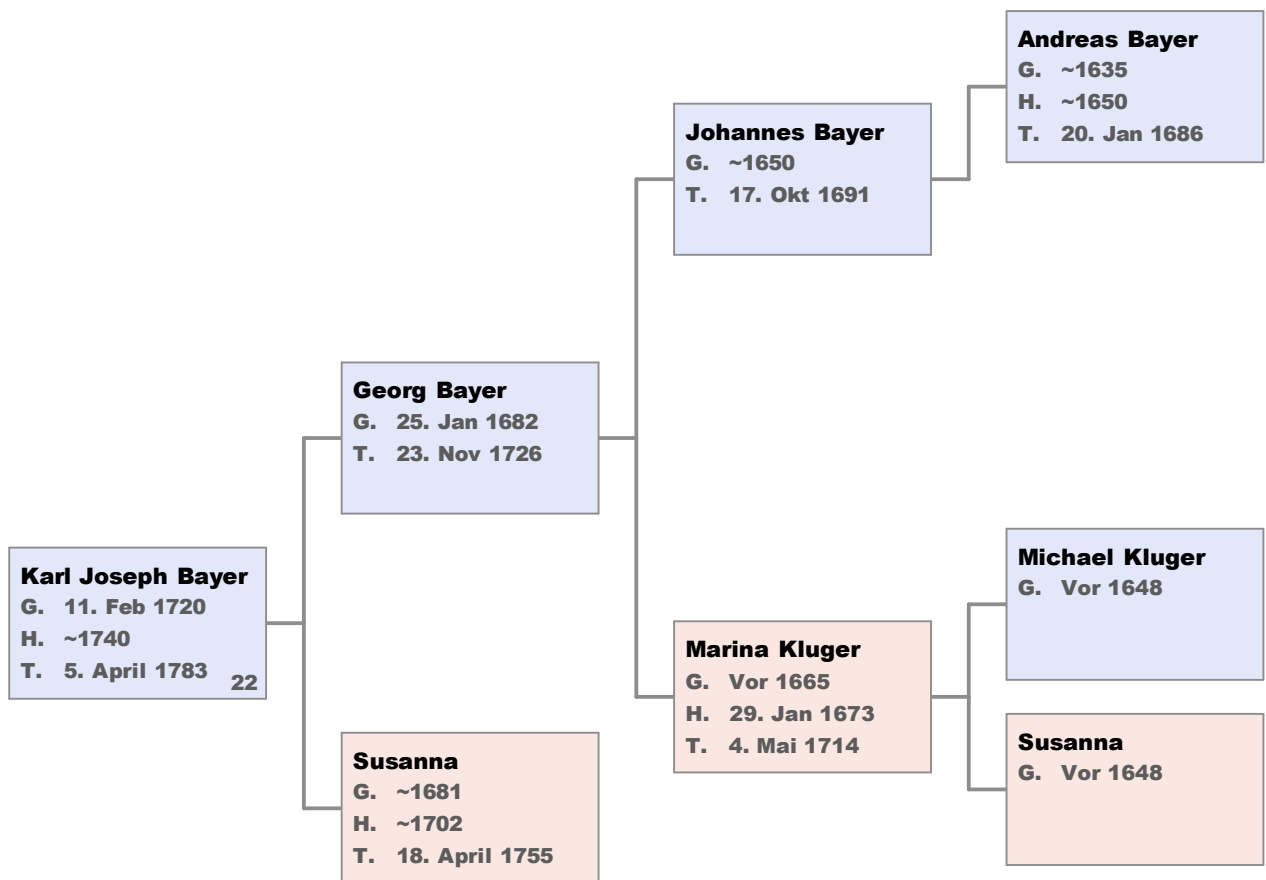 Andreas Bayer
G. ~1635
H. ~1650
T. 20. Jan 1686
Johannes Bayer
G. ~1650
T. 17. Okt 1691
Georg Bayer
G. 25. Jan 1682
T. 23. Nov 1726
Karl Joseph Bayer
G. 11. Feb 1720
H. ~1740
T. 5. April 1783
22
Michael Kluger
G. Vor 1648
Marina Kluger
G. Vor 1665
H. 29. Jan 1673
T. 4. Mai 1714
Susanna
G. Vor 1648
Susanna
G. ~1681
H. ~1702
T. 18. April 1755